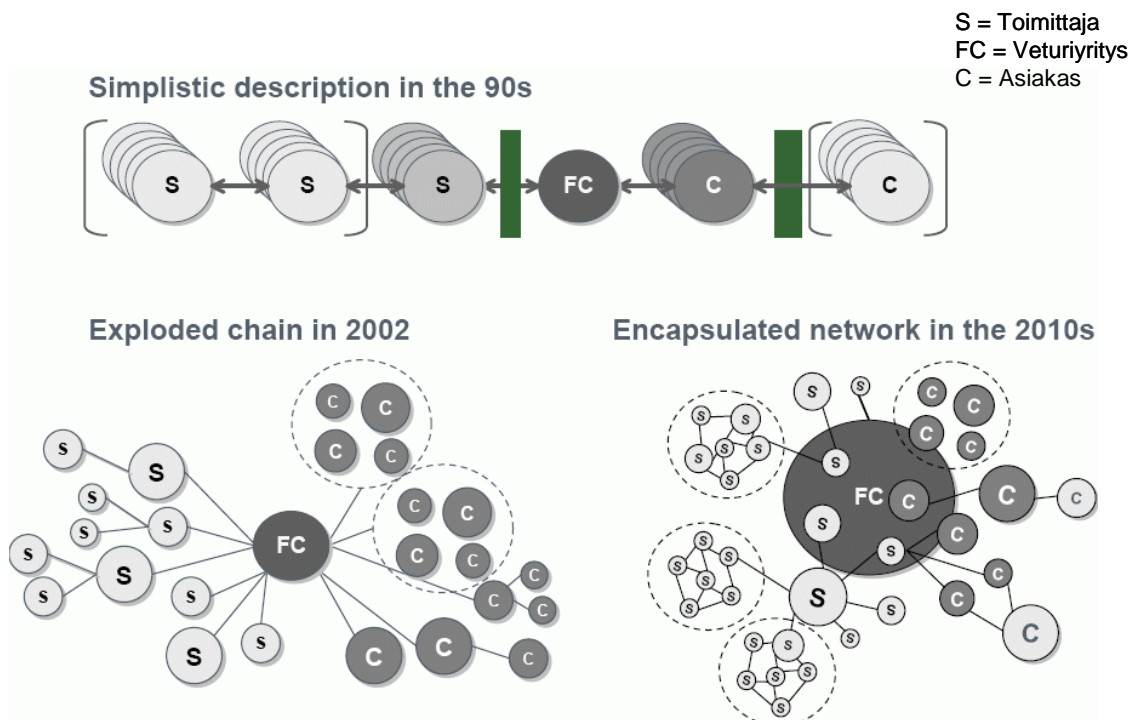 S = Toimittaja
FC = Veturiyritys
C = Asiakas
Simplistic description in the 90s
S S S FC C C
Exploded chain in 2002
C C
C C
S S
S S S
S S S
S S S
FC
C C
C C
C C C
C C C
Encapsulated network in the 2010s
S S
C C
C C
S S
S S S
S
S
FC C C C
S S C
S
S S
S S
S
S S
S C C
C
S
S S
S S S
S